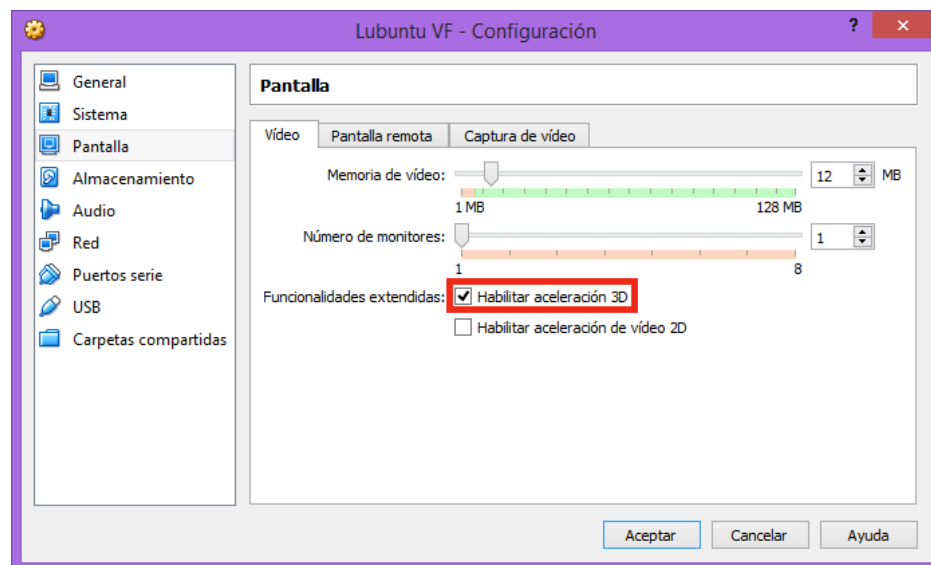 Lubuntu VF - Configuración
?
General
Sistema
Pantalla
Almacenamiento
Audio
Red
Puertos serie
USB
Carpetas compartidas
Pantalla
Vídeo
Pantalla remota
Captura de vídeo
Memoria de vídeo:
12 MB
1 MB
128 MB
Número de monitores:
1
1
8
Funcionalidades extendidas:
Habilitar aceleración 3D
Habilitar aceleración de vídeo 2D
Aceptar
Cancelar
Ayuda